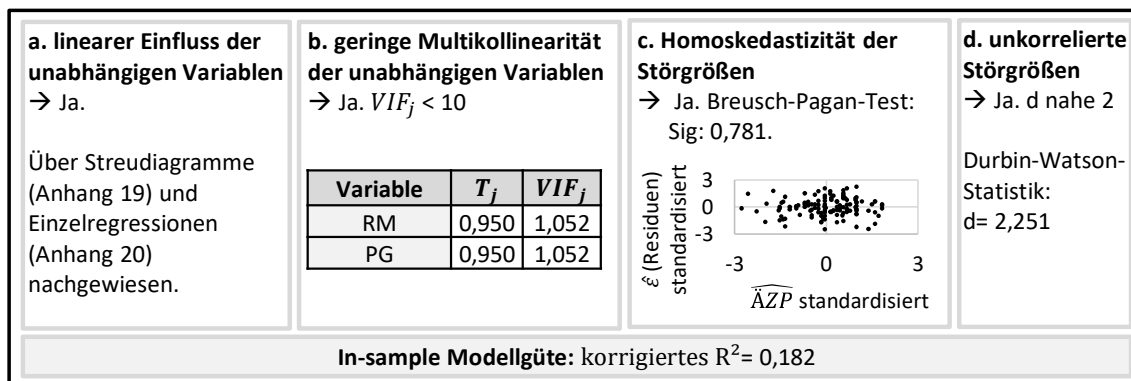 a. linearer Einfluss der
unabhängigen Variablen
→ Ja.
Über Streudiagramme
(Anhang 19) und
Einzelregressionen
(Anhang 20)
nachgewiesen.
b. geringe Multikollinearität
der unabhängigen Variablen
→ Ja. VIF_j < 10
Variable T_j VIF_j
RM 0,950 1,052
PG 0,950 1,052
c. Homoskedastizität der
Störgrößen
→ Ja. Breusch-Pagan-Test:
Sig: 0,781.
ε̂ (Residuen)
standardisiert
3
0
-3
-3 0 3
ÄZP̂ standardisiert
d. unkorrelierte
Störgrößen
→ Ja. d nahe 2
Durbin-Watson-
Statistik:
d= 2,251
In-sample Modellgüte: korrigiertes R²= 0,182